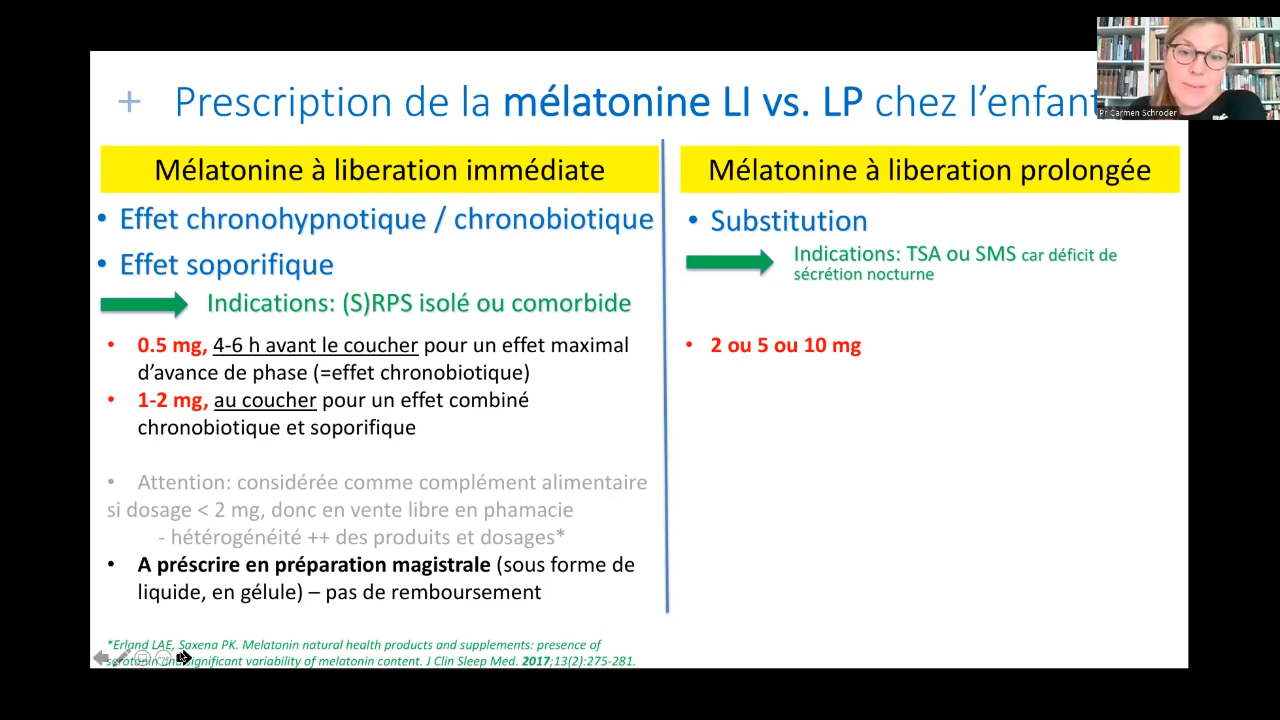 + Prescription de la mélatonine LI vs. LP chez l'enfant
Pr Carmen Schroder
Mélatonine à liberation immédiate
• Effet chronohypnotique / chronobiotique
• Effet soporifique
Indications: (S)RPS isolé ou comorbide
• 0.5 mg, 4-6 h avant le coucher pour un effet maximal
d'avance de phase (=effet chronobiotique)
• 1-2 mg, au coucher pour un effet combiné
chronobiotique et soporifique
• Attention: considérée comme complément alimentaire
si dosage < 2 mg, donc en vente libre en phamacie
- hétérogénéité ++ des produits et dosages*
• A préscrire en préparation magistrale (sous forme de
liquide, en gélule) – pas de remboursement
*Erland LAE, Saxena PK. Melatonin natural health products and supplements: presence of
serotonin and significant variability of melatonin content. J Clin Sleep Med. 2017;13(2):275-281.
Mélatonine à liberation prolongée
• Substitution
Indications: TSA ou SMS car déficit de
sécrétion nocturne
• 2 ou 5 ou 10 mg